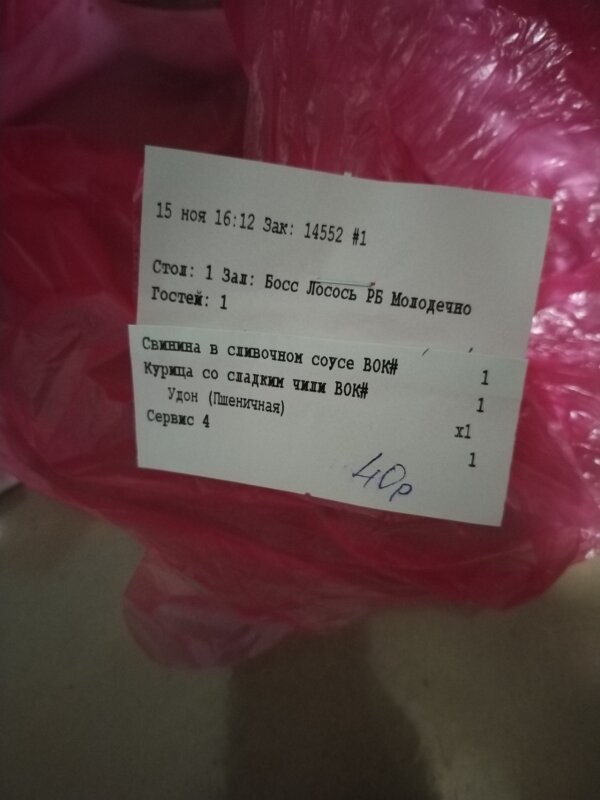 15 ноя 16:12 Зак: 14552 #1
Стол: 1 Зал: Босс Лосось РБ Молодечно
Гостей: 1
Свинина в сливочном соусе ВОК# 1
Курица со сладким чили ВОК# 1
Удон (Пшеничная) x1
Сервис 4 1
40р